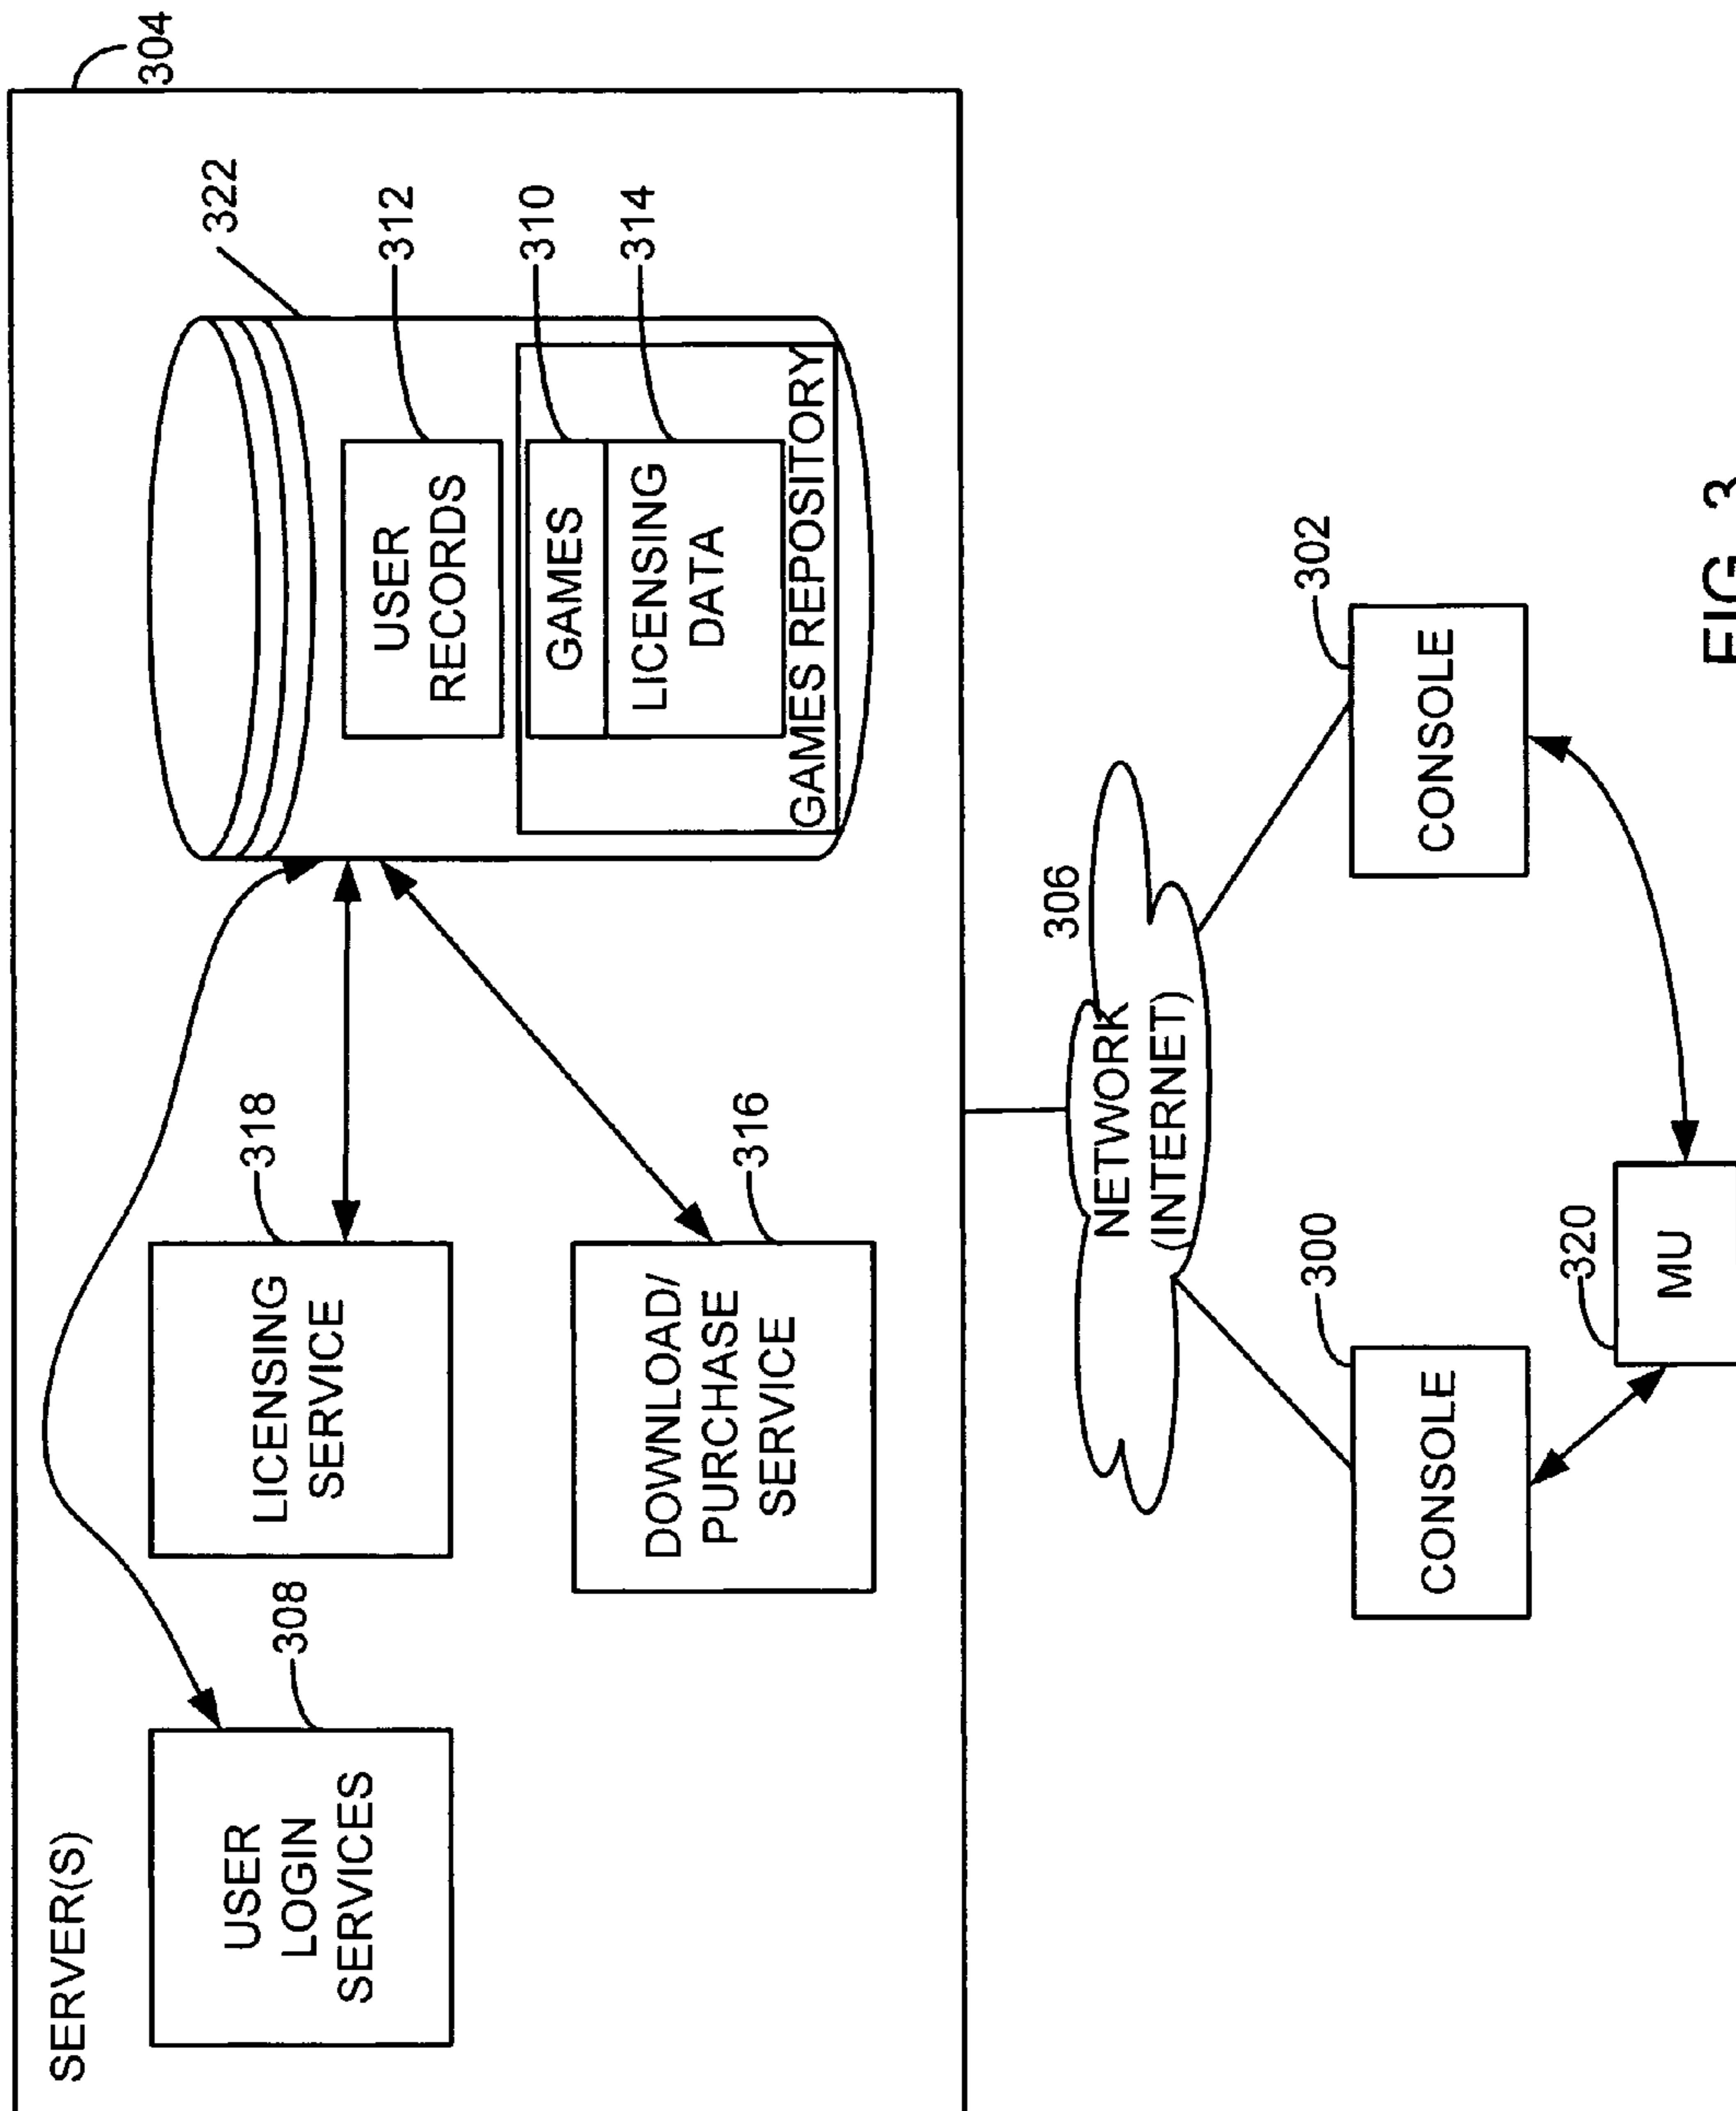 304
SERVER(S)
322
312
310
314
USER
RECORDS
GAMES
LICENSING
DATA
GAMES REPOSITORY
318
LICENSING
SERVICE
308
USER
LOGIN
SERVICES
316
DOWNLOAD/
PURCHASE
SERVICE
306
NETWORK
(INTERNET)
300
CONSOLE
302
CONSOLE
320
MU
FIG. 3